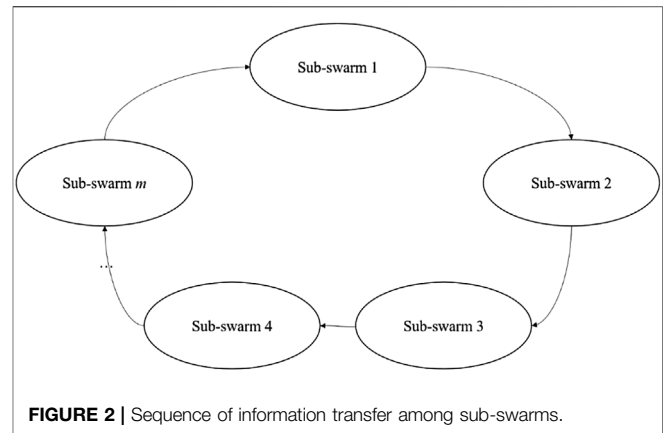 Sub-swarm 1
Sub-swarm m
Sub-swarm 2
...
Sub-swarm 4
Sub-swarm 3
FIGURE 2 | Sequence of information transfer among sub-swarms.